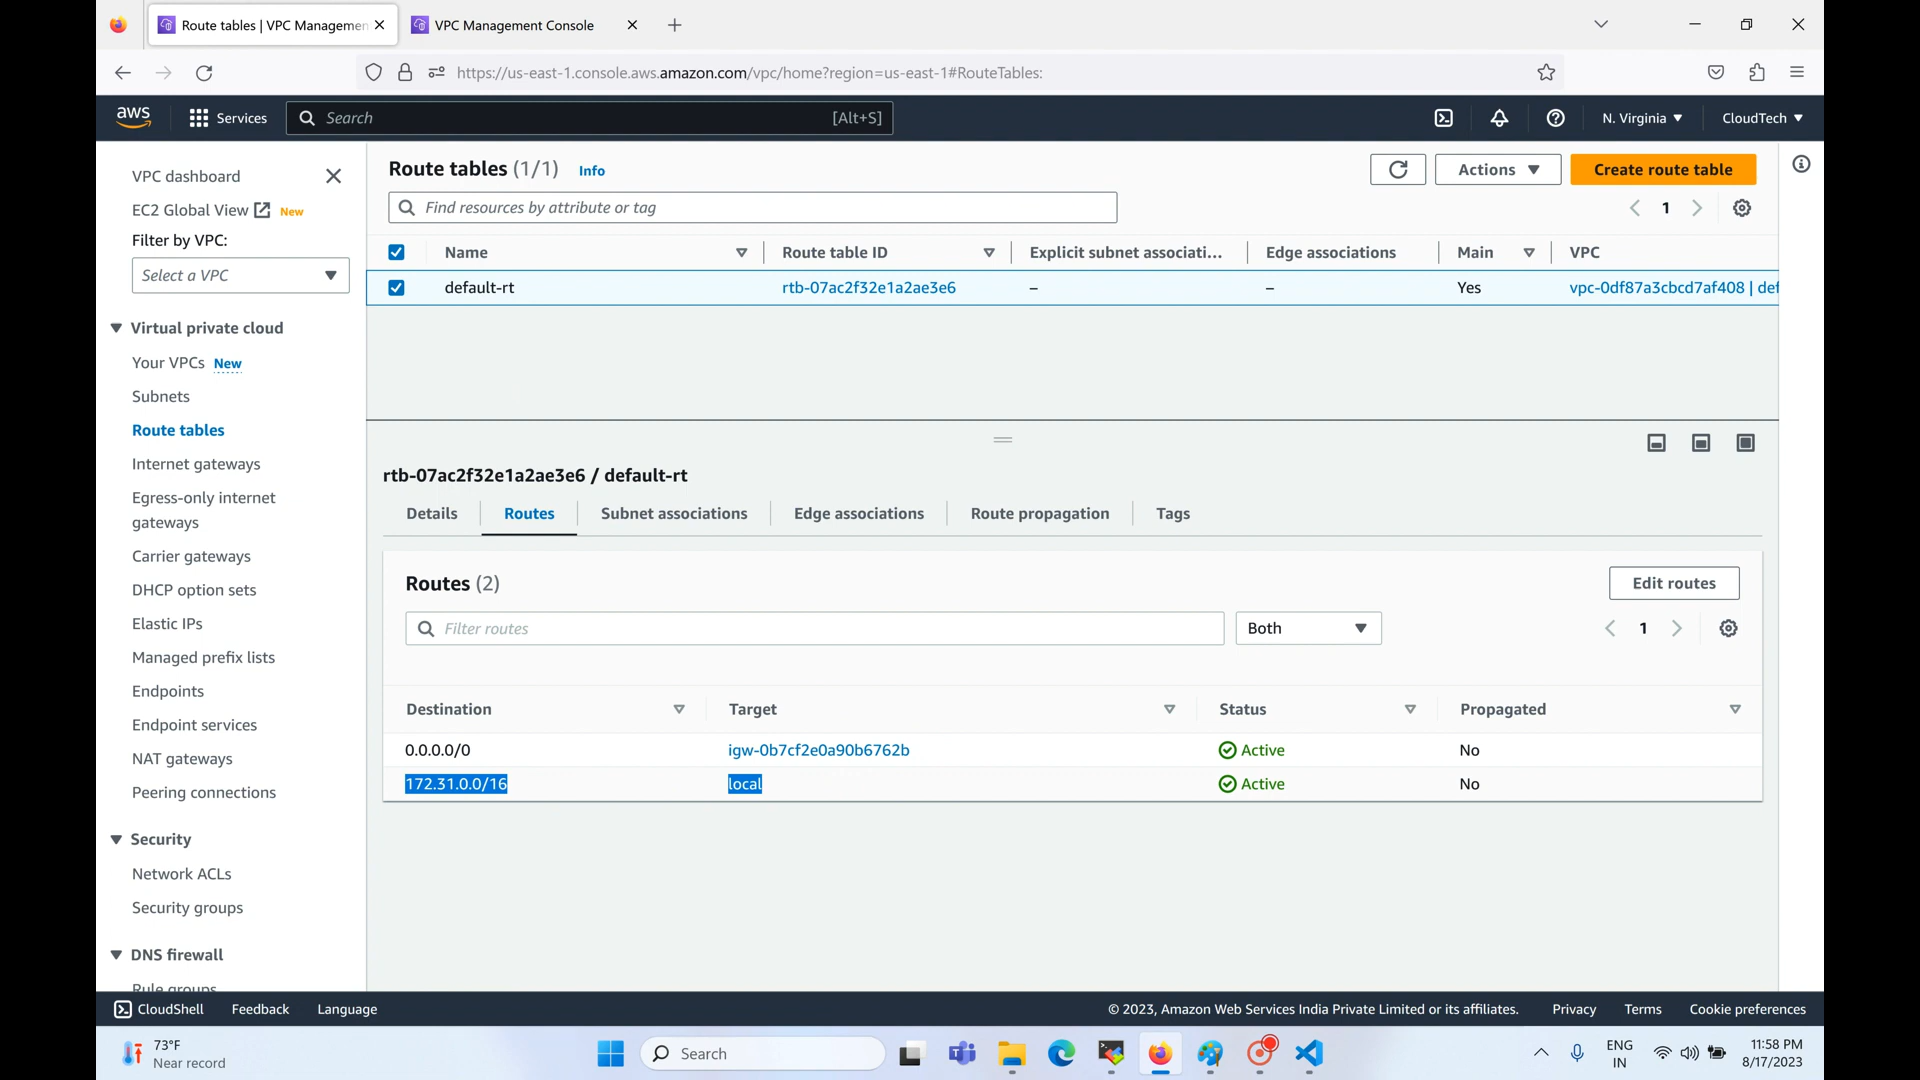 Route tables | VPC Managemen
VPC Management Console
https://us-east-1.console.aws.amazon.com/vpc/home?region=us-east-1#RouteTables:
aws
Services
Search
[Alt+S]
N. Virginia
CloudTech
VPC dashboard
EC2 Global View New
Filter by VPC:
Select a VPC
Virtual private cloud
Your VPCs New
Subnets
Route tables
Internet gateways
Egress-only internet
gateways
Carrier gateways
DHCP option sets
Elastic IPs
Managed prefix lists
Endpoints
Endpoint services
NAT gateways
Peering connections
Security
Network ACLs
Security groups
DNS firewall
Rule groups
Route tables (1/1) Info
Actions
Create route table
Find resources by attribute or tag
1
Name Route table ID Explicit subnet associati... Edge associations Main VPC
default-rt rtb-07ac2f32e1a2ae3e6 – – Yes vpc-0df87a3cbcd7af408 | def
rtb-07ac2f32e1a2ae3e6 / default-rt
Details Routes Subnet associations Edge associations Route propagation Tags
Routes (2)
Edit routes
Filter routes
Both
1
Destination Target Status Propagated
0.0.0.0/0 igw-0b7cf2e0a90b6762b Active No
172.31.0.0/16 local Active No
CloudShell Feedback Language © 2023, Amazon Web Services India Private Limited or its affiliates. Privacy Terms Cookie preferences
73°F
Near record
Search
ENG
IN
11:58 PM
8/17/2023